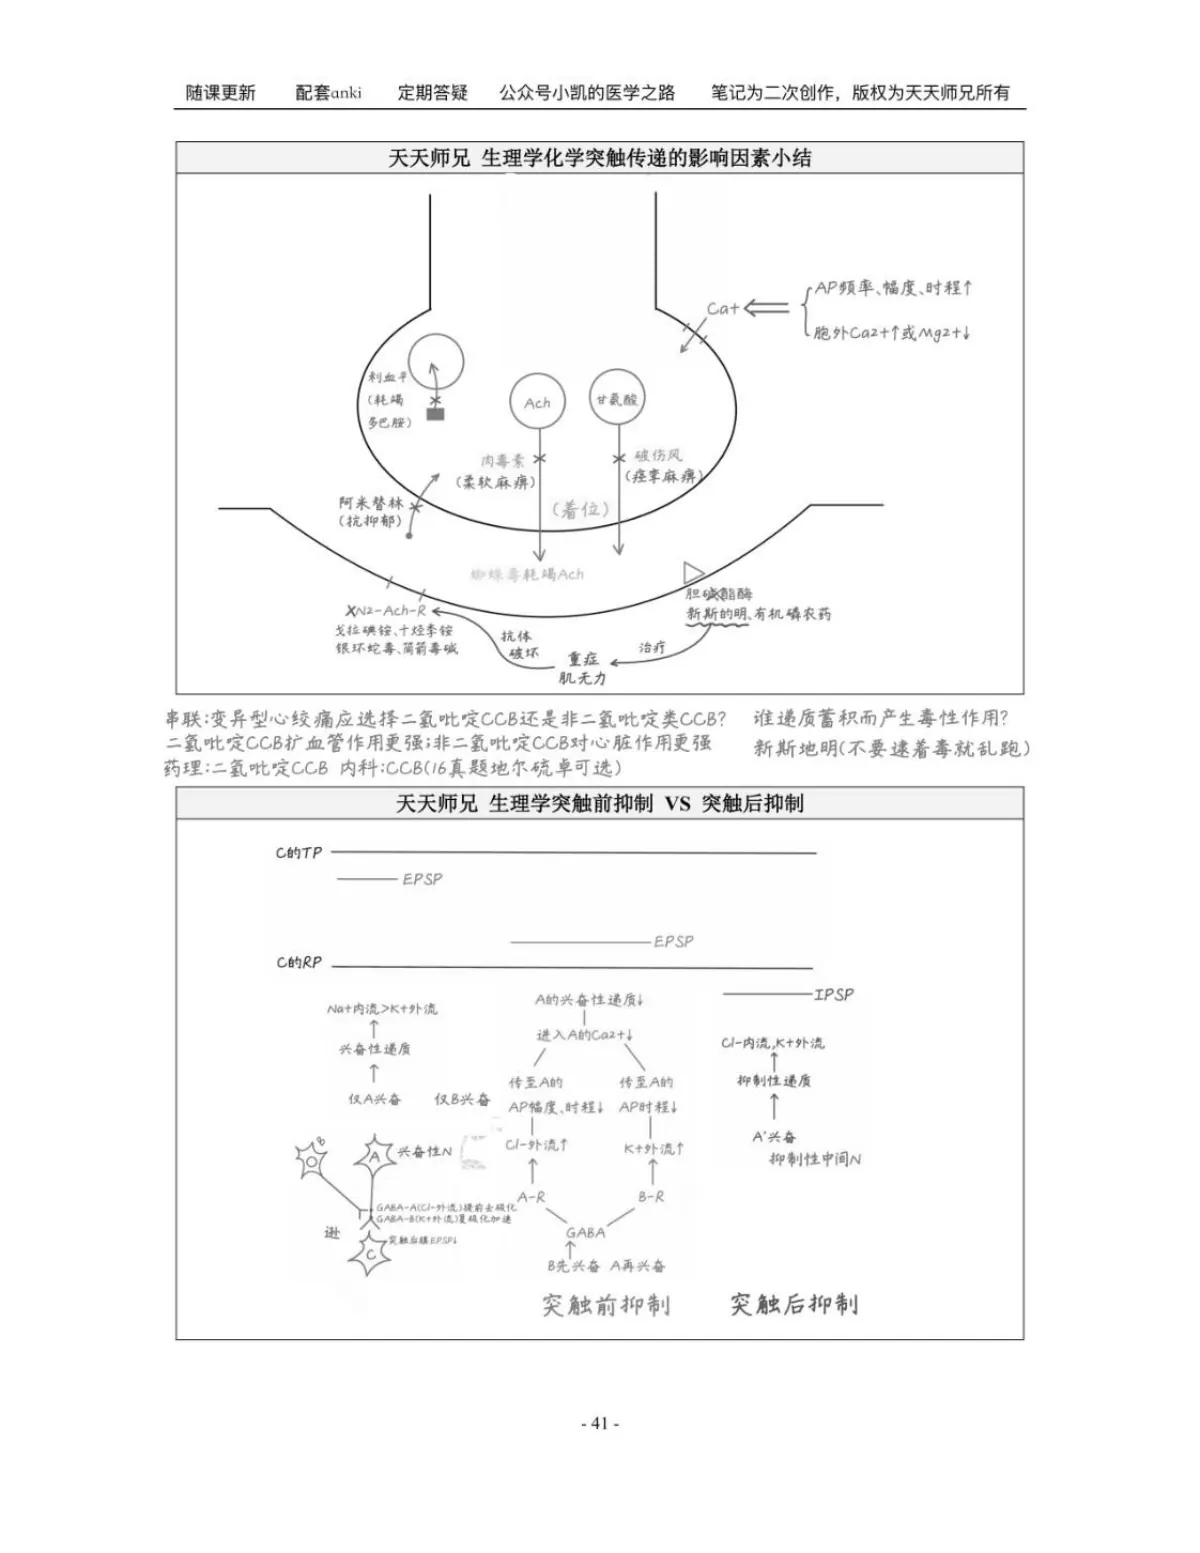 随课更新 配套anki 定期答疑 公众号小凯的医学之路 笔记为二次创作，版权为天天师兄所有
天天师兄 生理学化学突触传递的影响因素小结
Ca+
AP频率、幅度、时程↑
胞外Ca2+↑或Mg2+↓
利血平
(耗竭
多巴胺)
Ach
甘氨酸
肉毒素
(柔软麻痹)
破伤风
(痉挛麻痹)
阿米替林
(抗抑郁)
(着位)
蜘蛛毒耗竭Ach
胆碱酯酶
新斯的明、有机磷农药
XN2-Ach-R
戈拉碘铵、十烃季铵
银环蛇毒、筒箭毒碱
抗体
破坏
重症
肌无力
治疗
串联:变异型心绞痛应选择二氢吡啶CCB还是非二氢吡啶类CCB?
二氢吡啶CCB扩血管作用更强;非二氢吡啶CCB对心脏作用更强
药理:二氢吡啶CCB 内科:CCB(16真题地尔硫卓可选)
谁递质蓄积而产生毒性作用?
新斯地明(不要逮着毒就乱跑)
天天师兄 生理学突触前抑制 VS 突触后抑制
C的TP
EPSP
EPSP
C的RP
IPSP
Na+内流>K+外流
兴奋性递质
仅A兴奋
仅B兴奋
B
A
兴奋性N
GABA-A(Cl-外流)提前去极化
GABA-B(K+外流)复极化加速
逊
突触后膜EPSP↓
C
A的兴奋性递质↓
进入A的Ca2+↓
传至A的
AP幅度、时程↓
传至A的
AP时程↓
Cl-外流↑
K+外流↑
A-R
B-R
GABA
B先兴奋 A再兴奋
突触前抑制
Cl-内流,K+外流
抑制性递质
A'兴奋
抑制性中间N
突触后抑制
- 41 -